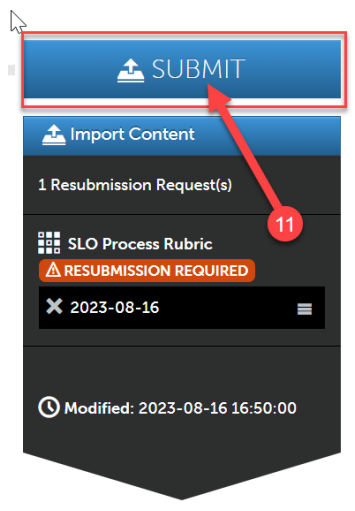 SUBMIT
Import Content
1 Resubmission Request(s)
11
SLO Process Rubric
RESUBMISSION REQUIRED
2023-08-16
Modified: 2023-08-16 16:50:00